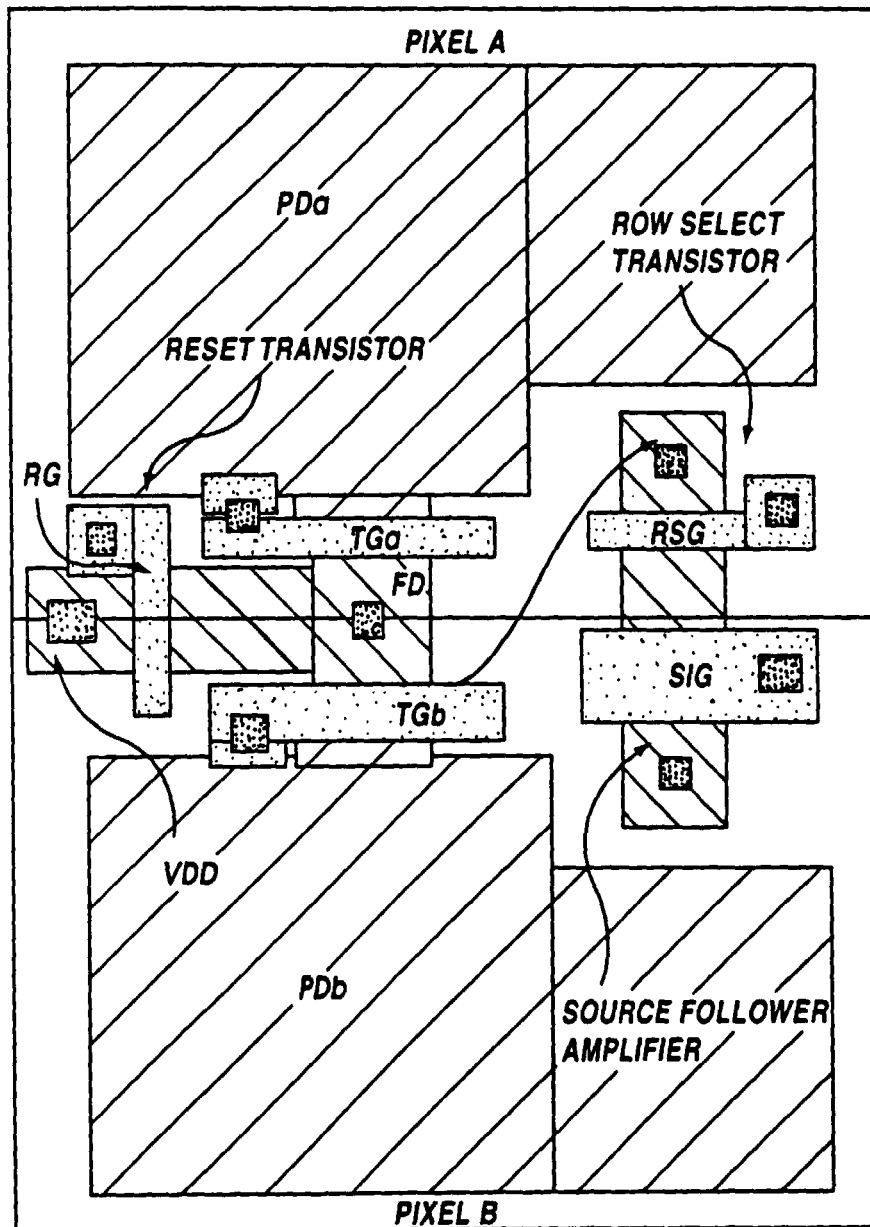 PIXEL A
PDa
ROW SELECT
TRANSISTOR
RESET TRANSISTOR
RG
TGa
RSG
FD
SIG
TGb
VDD
PDb
SOURCE FOLLOWER
AMPLIFIER
PIXEL B